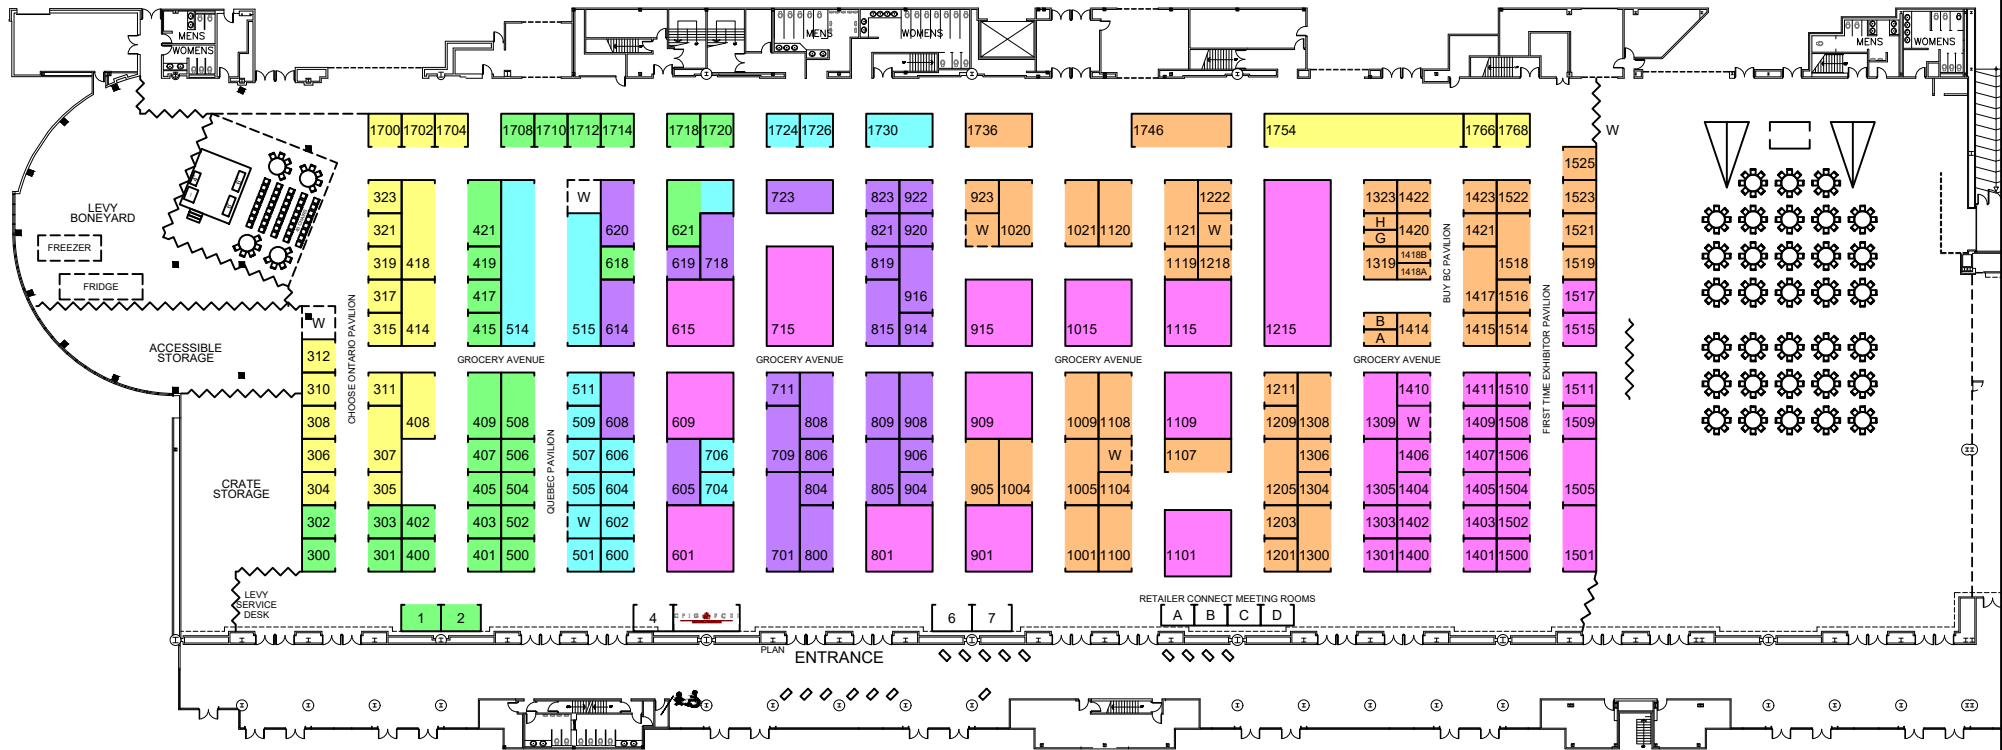 MENS
WOMENS
MENS
WOMENS
MENS
WOMENS
1700 1702 1704
1708 1710 1712 1714
1718 1720
1724 1726
1730
1736
1746
1754
1766 1768
W
1525
323
W
723
823 922
923
1222
1323 1422
1423 1522
1523
LEVY
BONEYARD
321
421
620
621
821 920
W 1020
1021 1120
1121 W
H
G
1420
1421
1521
FREEZER
319 418
419
618
619 718
819
1119 1218
1319
1418B
1418A
1518
1519
FRIDGE
317
417
916
1417 1516
1517
W
315 414
415 514
515 614
615
715
815 914
915
1015
1115
1215
B
A
1414
1415 1514
1515
CHOOSE ONTARIO PAVILION
BUY BC PAVILION
FIRST TIME EXHIBITOR PAVILION
ACCESSIBLE
STORAGE
GROCERY AVENUE
GROCERY AVENUE
GROCERY AVENUE
GROCERY AVENUE
312
310
311
511
711
1211
1410
1411 1510
1511
308
408
409 508
509 608
609
808
809 908
909
1009 1108
1109
1209 1308
1309 W
1409 1508
1509
306
307
407 506
507 606
706
709 806
906
W
1107
1306
1406
1407 1506
QUEBEC PAVILION
CRATE
STORAGE
304
305
405 504
505 604
605 704
804
805 904
905 1004
1005 1104
1205 1304
1305 1404
1405 1504
1505
302
303 402
403 502
W 602
1203
1303 1402
1403 1502
300
301 400
401 500
501 600
601
701 800
801
901
1001 1100
1101
1201 1300
1301 1400
1401 1500
1501
LEVY
SERVICE
DESK
RETAILER CONNECT MEETING ROOMS
1 2
4
6 7
A B C D
PLAN
ENTRANCE